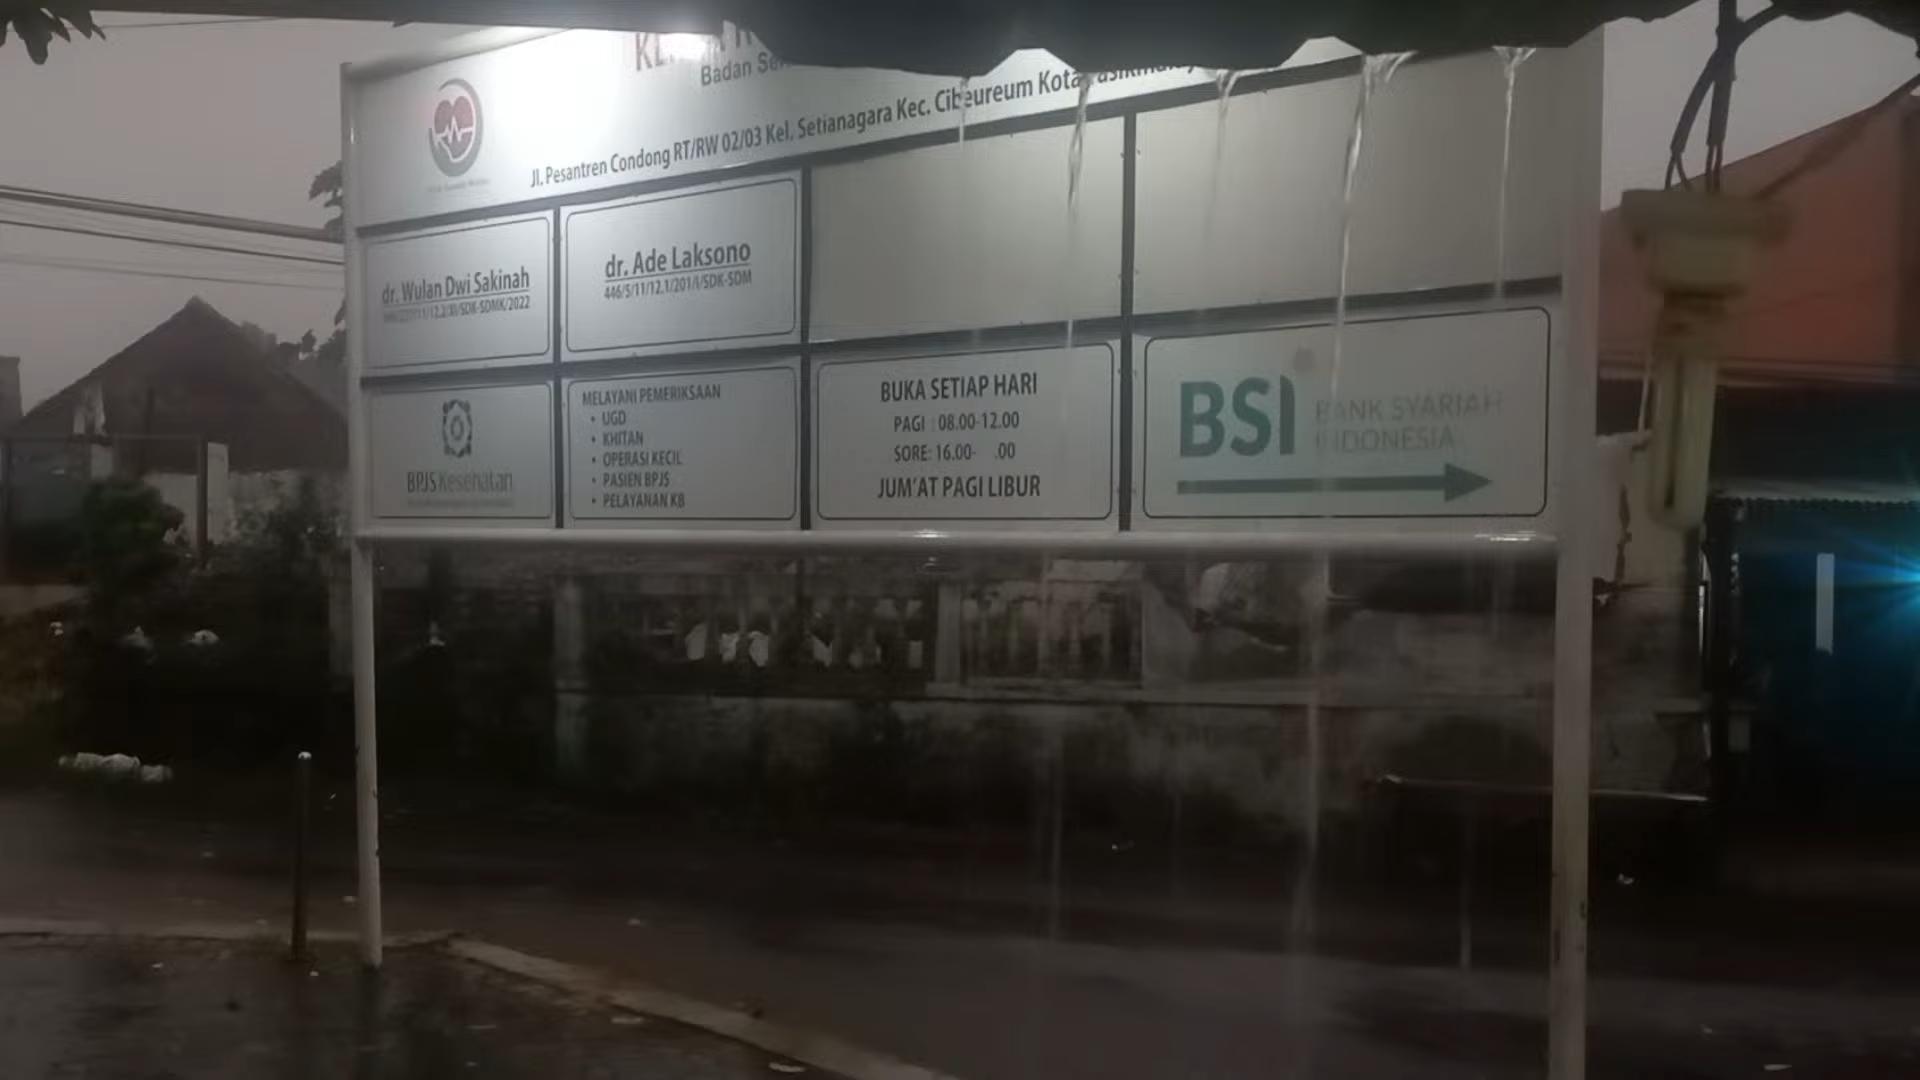 Badan
Jl. Pesantren Condong RT/RW 02/03 Kel. Setianagara Kec. Cibeureum Kota
dr. Wulan Dwi Sakinah
dr. Ade Laksono
446/5/11/12.1/201/I/SDK-SDM
BPJS Kesehatan
MELAYANI PEMERIKSAAN
• UGD
• KHITAN
• OPERASI KECIL
• PASIEN BPJS
• PELAYANAN KB
BUKA SETIAP HARI
PAGI : 08.00-12.00
SORE: 16.00- .00
JUM'AT PAGI LIBUR
BSI BANK SYARIAH
INDONESIA